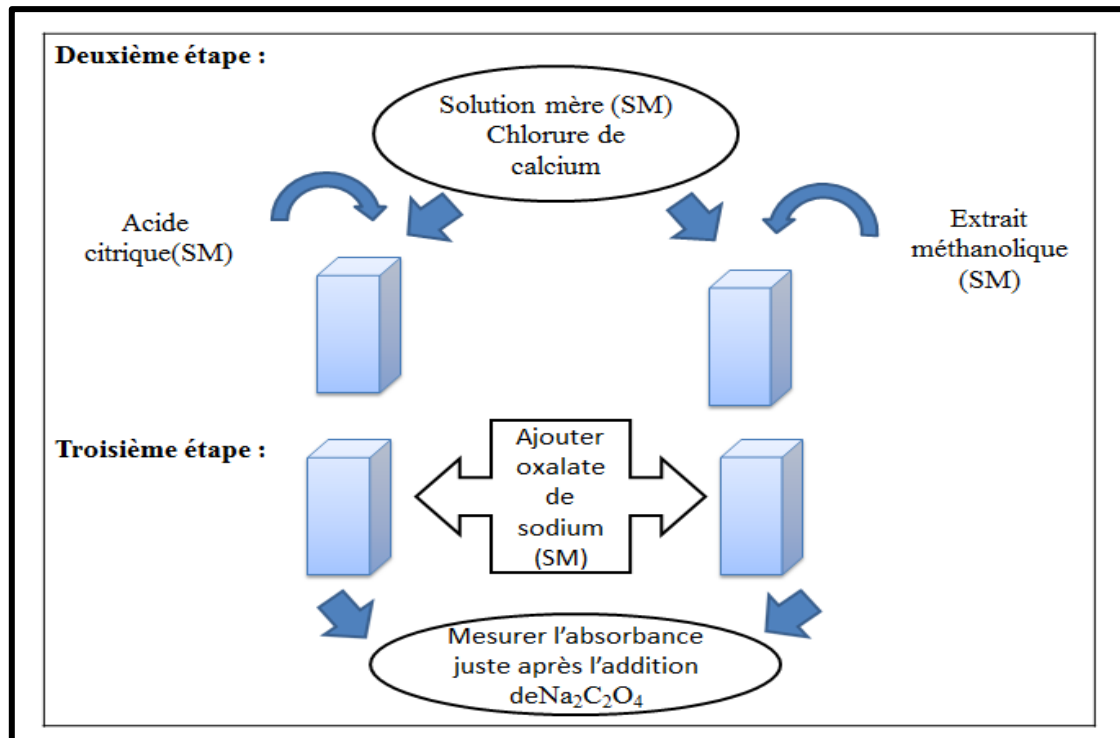 Deuxième étape :
Solution mère (SM)
Chlorure de
calcium
Acide
citrique(SM)
Extrait
méthanolique
(SM)
Troisième étape :
Ajouter
oxalate
de
sodium
(SM)
Mesurer l’absorbance
juste après l’addition
deNa₂C₂O₄